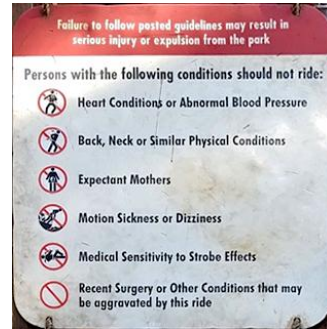 Failure to follow posted guidelines may result in
serious injury or expulsion from the park
Persons with the following conditions should not ride:
Heart Conditions or Abnormal Blood Pressure
Back, Neck or Similar Physical Conditions
Expectant Mothers
Motion Sickness or Dizziness
Medical Sensitivity to Strobe Effects
Recent Surgery or Other Conditions that may
be aggravated by this ride